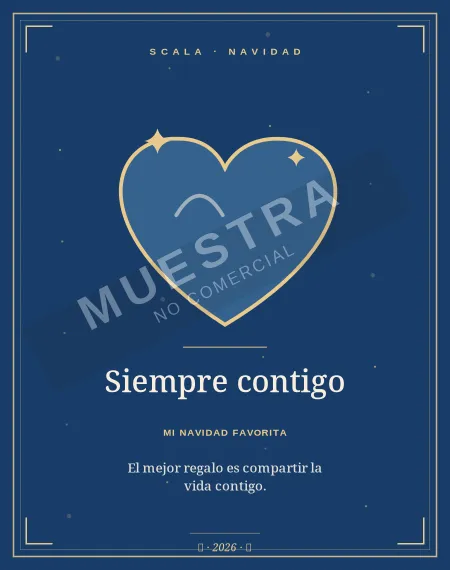 SCALA · NAVIDAD
MUESTRA
NO COMERCIAL
Siempre contigo
MI NAVIDAD FAVORITA
El mejor regalo es compartir la
vida contigo.
· 2026 ·